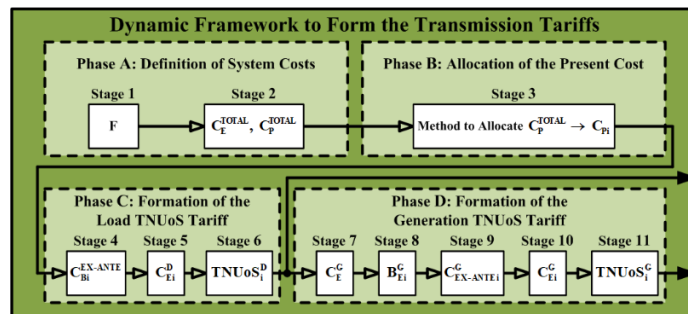 Dynamic Framework to Form the Transmission Tariffs
Phase A: Definition of System Costs
Stage 1
Stage 2
F
C_E^TOTAL , C_P^TOTAL
Phase B: Allocation of the Present Cost
Stage 3
Method to Allocate C_P^TOTAL → C_Pi
Phase C: Formation of the
Load TNUoS Tariff
Stage 4
Stage 5
Stage 6
C_Bi^EX-ANTE
C_Ei^D
TNUoS_i^D
Phase D: Formation of the
Generation TNUoS Tariff
Stage 7
Stage 8
Stage 9
Stage 10
Stage 11
C_E^G
B_Ei^G
C_EX-ANTEi^G
C_Ei^G
TNUoS_i^G